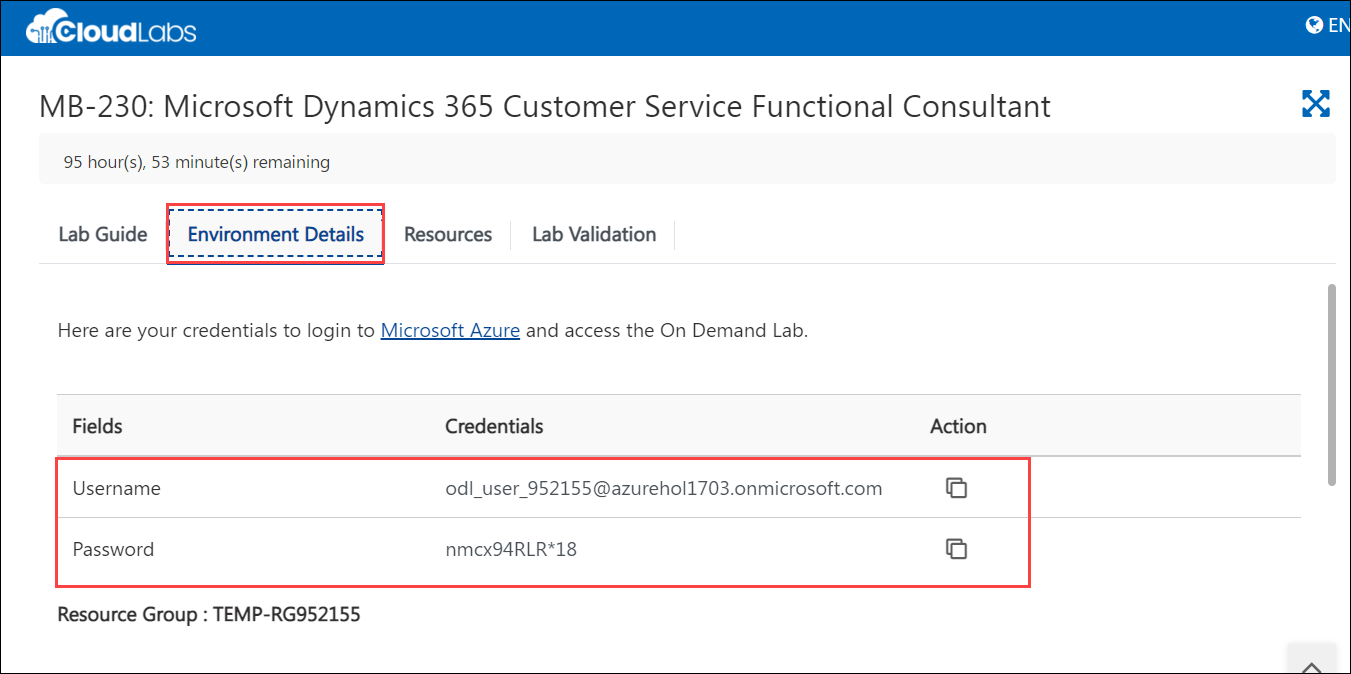 CloudLabs
EN
MB-230: Microsoft Dynamics 365 Customer Service Functional Consultant
95 hour(s), 53 minute(s) remaining
Lab Guide Environment Details Resources Lab Validation
Here are your credentials to login to Microsoft Azure and access the On Demand Lab.
Fields Credentials Action
Username odl_user_952155@azurehol1703.onmicrosoft.com
Password nmcx94RLR*18
Resource Group : TEMP-RG952155